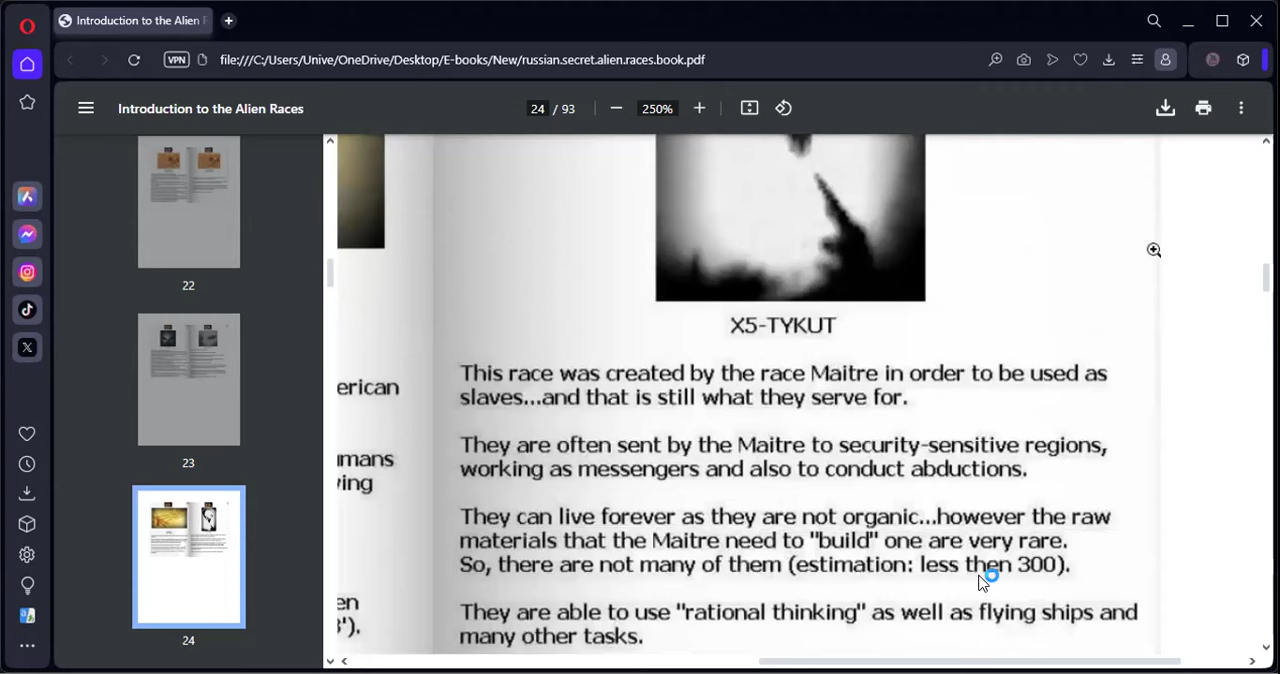 Introduction to the Alien R
VPN
file:///C:/Users/Unive/OneDrive/Desktop/E-books/New/russian.secret.alien.races.book.pdf
Introduction to the Alien Races
24 / 93
250%
22
23
24
X5-TYKUT
erican
umans
ving
en
3').
This race was created by the race Maitre in order to be used as
slaves...and that is still what they serve for.
They are often sent by the Maitre to security-sensitive regions,
working as messengers and also to conduct abductions.
They can live forever as they are not organic...however the raw
materials that the Maitre need to "build" one are very rare.
So, there are not many of them (estimation: less then 300).
They are able to use "rational thinking" as well as flying ships and
many other tasks.